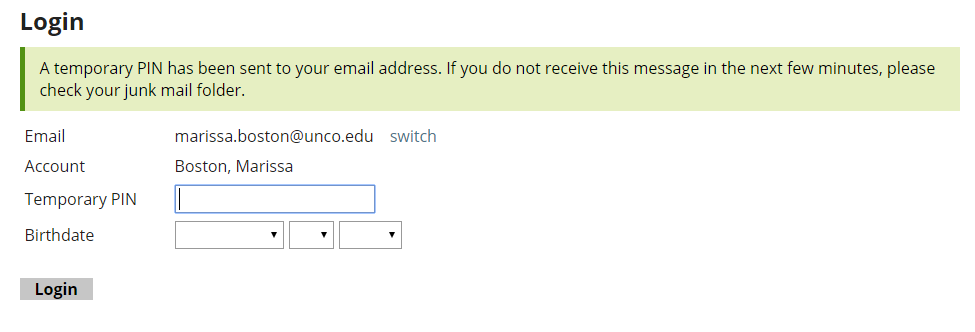 Login
A temporary PIN has been sent to your email address. If you do not receive this message in the next few minutes, please
check your junk mail folder.
Email marissa.boston@unco.edu switch
Account Boston, Marissa
Temporary PIN
Birthdate
Login